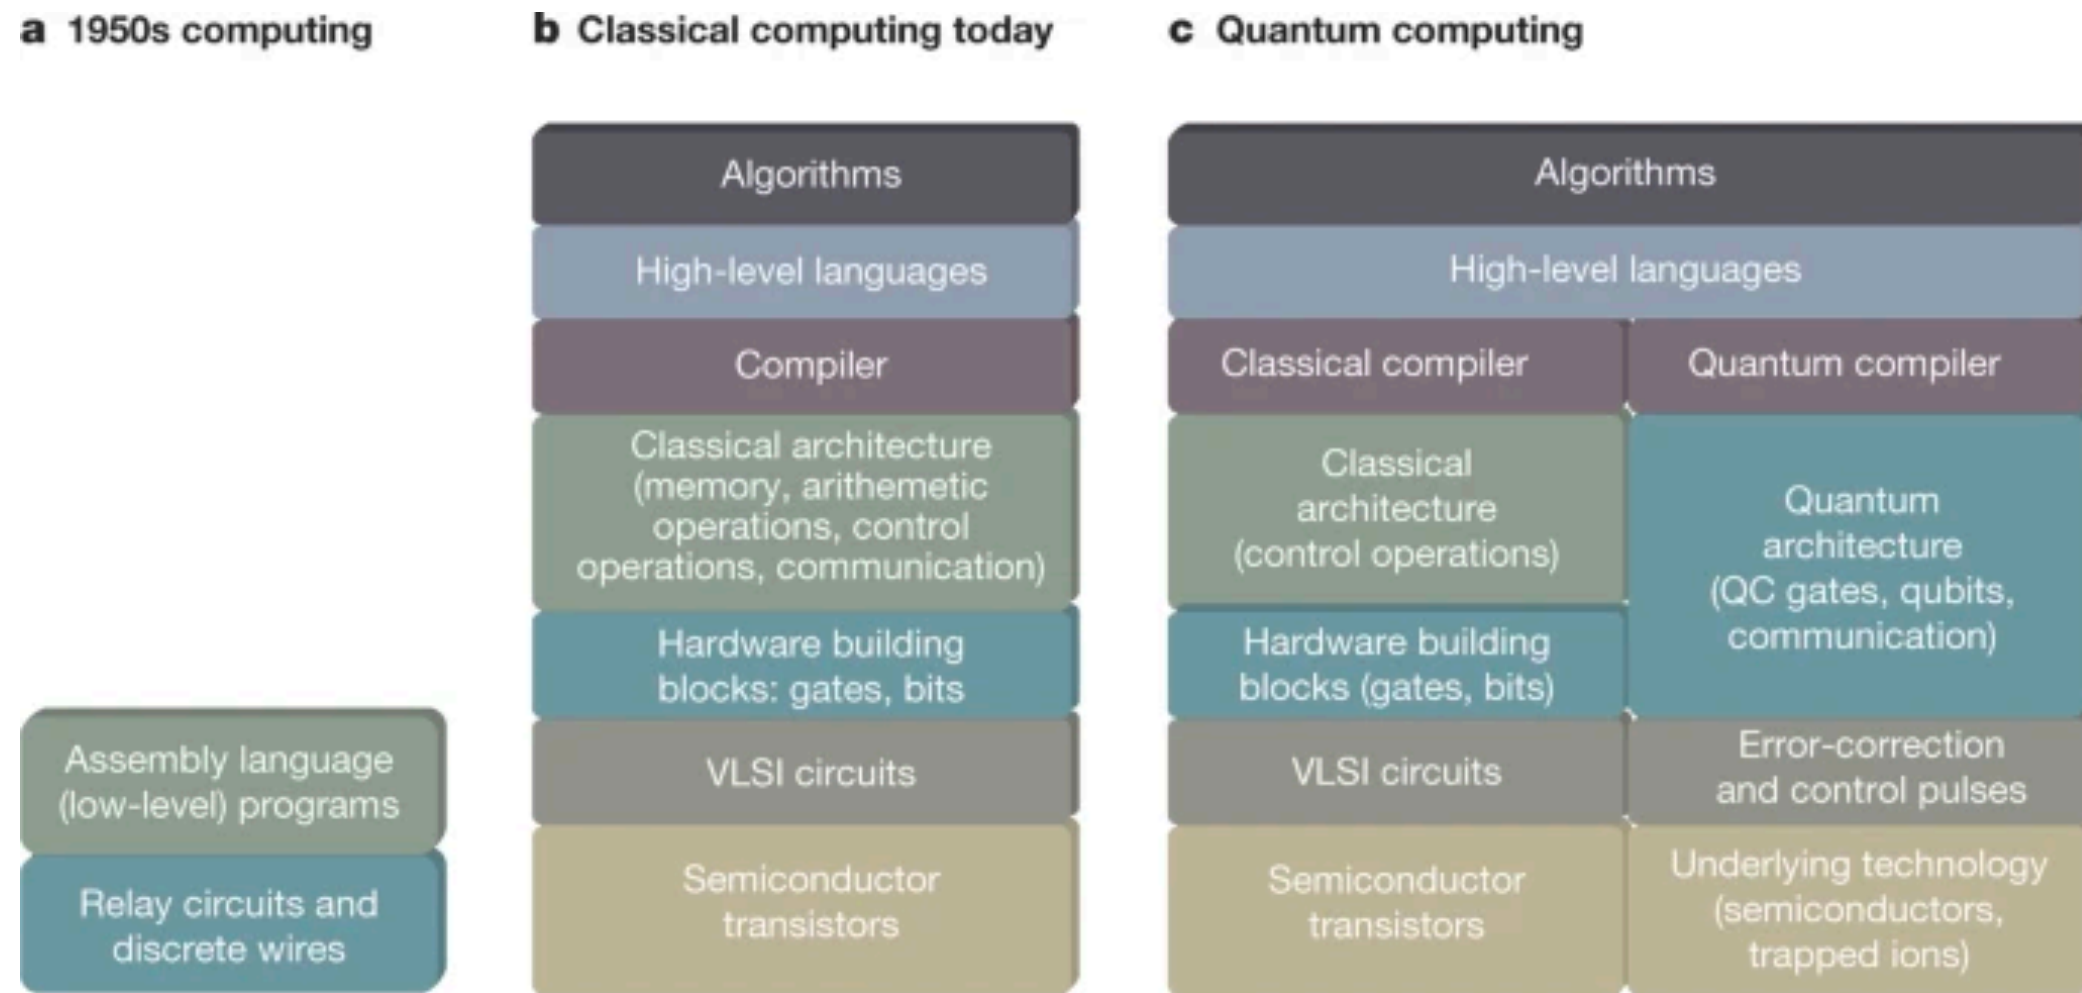 a 1950s computing
Assembly language
(low-level) programs
Relay circuits and
discrete wires
b Classical computing today
Algorithms
High-level languages
Compiler
Classical architecture
(memory, arithemetic
operations, control
operations, communication)
Hardware building
blocks: gates, bits
VLSI circuits
Semiconductor
transistors
c Quantum computing
Algorithms
High-level languages
Classical compiler
Classical
architecture
(control operations)
Hardware building
blocks (gates, bits)
VLSI circuits
Semiconductor
transistors
Quantum compiler
Quantum
architecture
(QC gates, qubits,
communication)
Error-correction
and control pulses
Underlying technology
(semiconductors,
trapped ions)